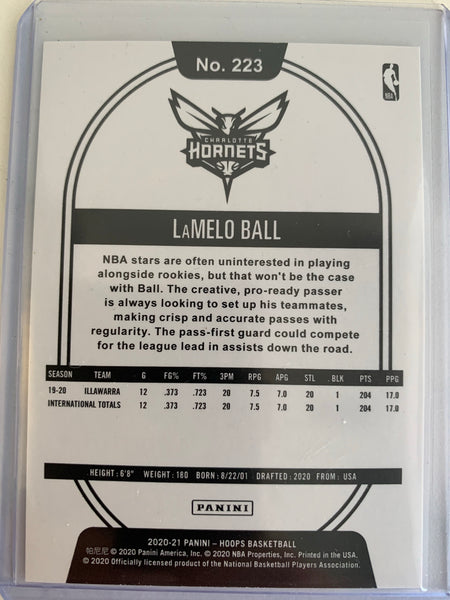 No. 223
NBA
CHARLOTTE
HORNETS
LAMELO BALL
NBA stars are often uninterested in playing
alongside rookies, but that won't be the case
with Ball. The creative, pro-ready passer
is always looking to set up his teammates,
making crisp and accurate passes with
regularity. The pass-first guard could compete
for the league lead in assists down the road.
SEASON TEAM G FG% FT% 3PM RPG APG STL BLK PTS PPG
19-20 ILLAWARRA 12 .373 .723 20 7.5 7.0 20 1 204 17.0
INTERNATIONAL TOTALS 12 .373 .723 20 7.5 7.0 20 1 204 17.0
HEIGHT: 6'8" WEIGHT: 180 BORN: 8/22/01 DRAFTED: 2020 FROM: USA
PANINI
2020-21 PANINI – HOOPS BASKETBALL
帕尼尼 © 2020 Panini America, Inc. © 2020 NBA Properties, Inc. Printed in the USA.
© 2020 Officially licensed product of the National Basketball Players Association.